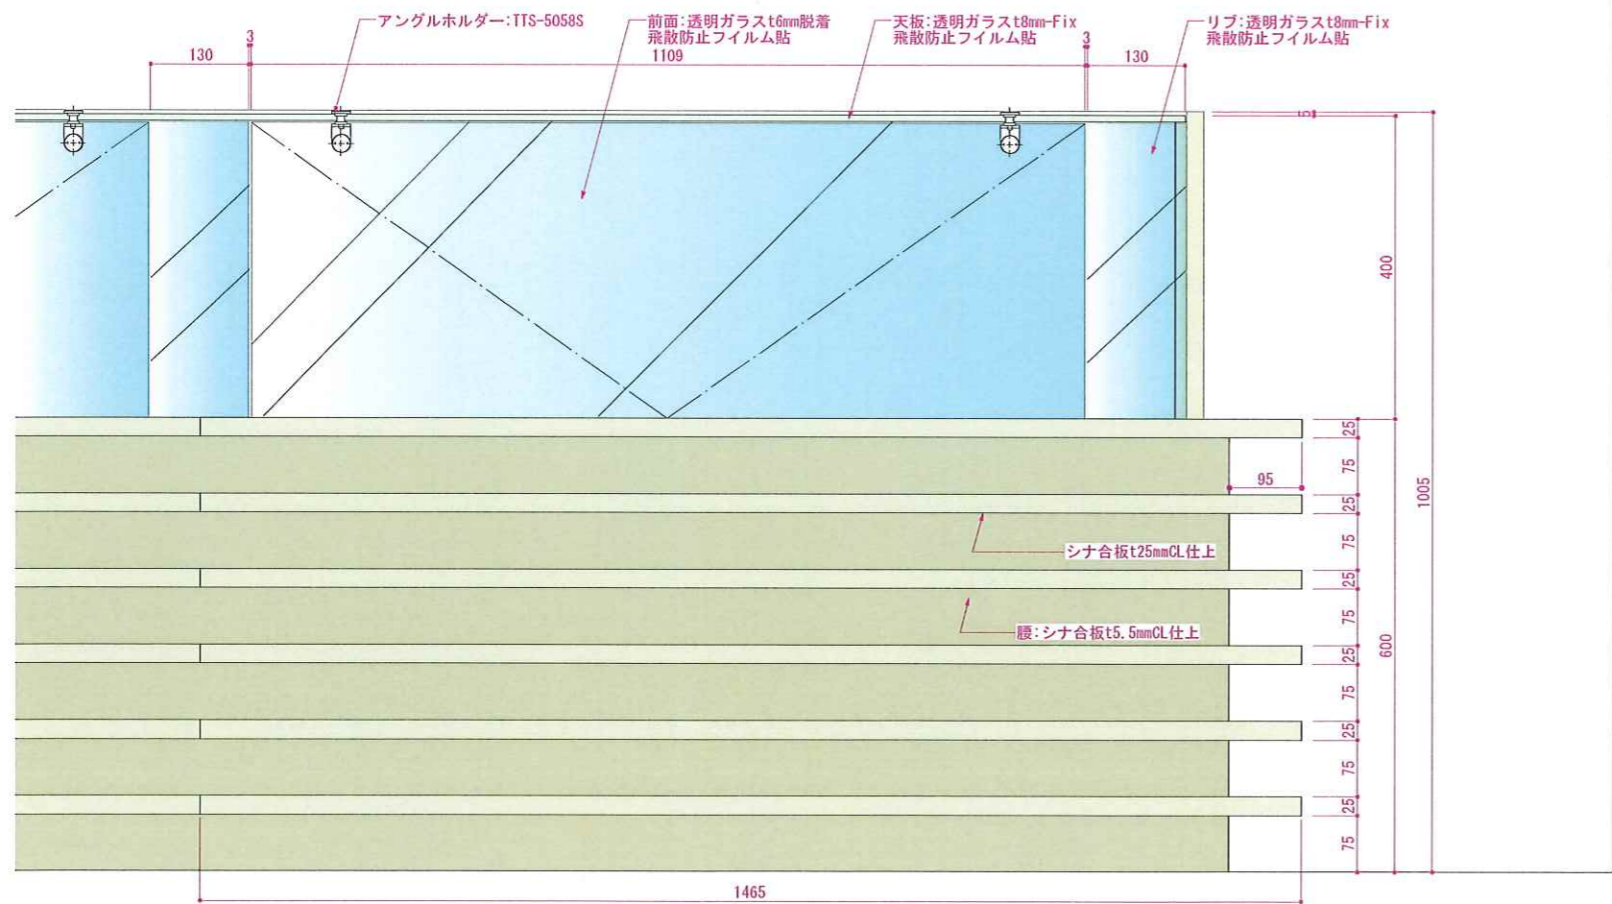 アングルホルダー:TTS-5058S
前面:透明ガラスt6mm脱着
飛散防止フイルム貼
天板:透明ガラスt8mm-Fix
飛散防止フイルム貼
リブ:透明ガラスt8mm-Fix
飛散防止フイルム貼
130
3
1109
3
130
5
400
1005
25
75
95
25
75
シナ合板t25mmCL仕上
25
75
腰:シナ合板t5.5mmCL仕上
600
25
75
25
75
25
75
1465